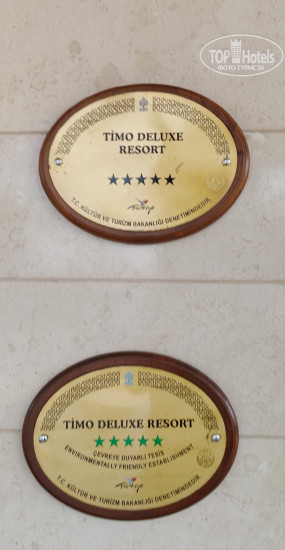 TOP Hotels
ФОТО ТУРИСТА
TİMO DELUXE
RESORT
Türkiye
T.C. KÜLTÜR VE TURİZM BAKANLIĞI DENETİMİNDEDİR.
TİMO DELUXE RESORT
ÇEVREYE DUYARLI TESİS
ENVIRONMENTALLY FRIENDLY ESTABLISHMENT
Türkiye
T.C. KÜLTÜR VE TURİZM BAKANLIĞI DENETİMİNDEDİR.